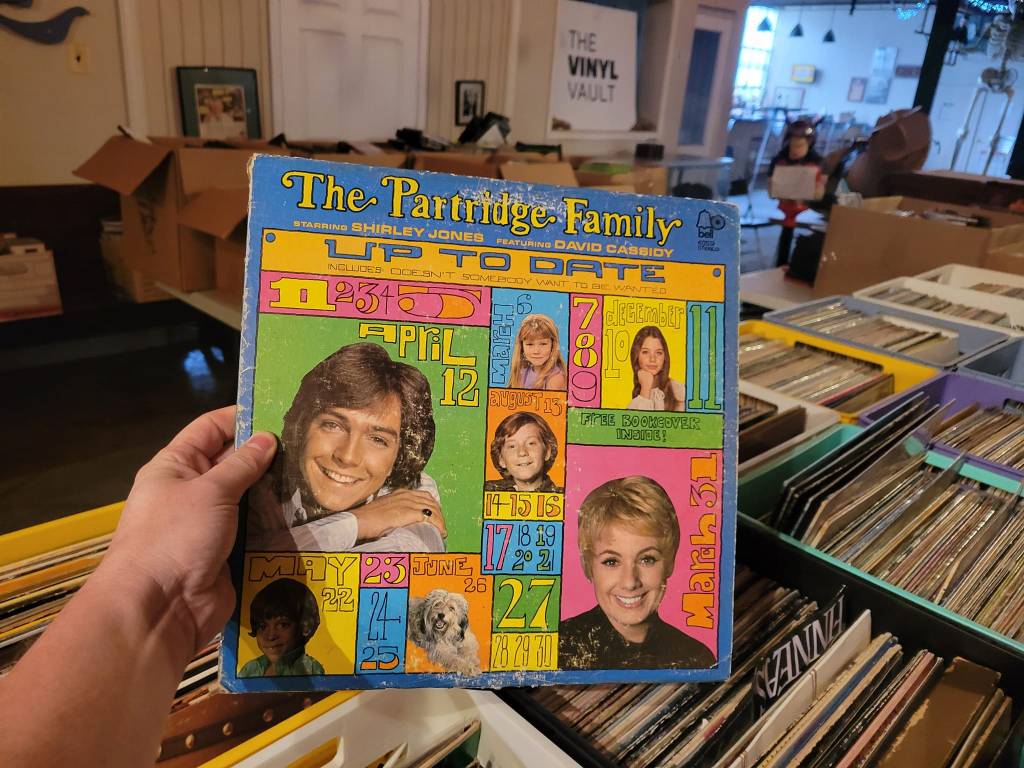 THE
VINYL
VAULT
The Partridge Family
STARRING SHIRLEY JONES FEATURING DAVID CASSIDY
bell
STEREO
UP TO DATE
INCLUDES: DOESN'T SOMEBODY WANT TO BE WANTED
1 2 3 4 5
MARCH 6
7
8
9
december
10
11
APRIL
12
AUGUST 13
FREE BOOKCOVER
INSIDE!
14·15·16
17
18 19
20 21
March 31
MAY
22
23
24
25
JUNE
26
27
28 29 30